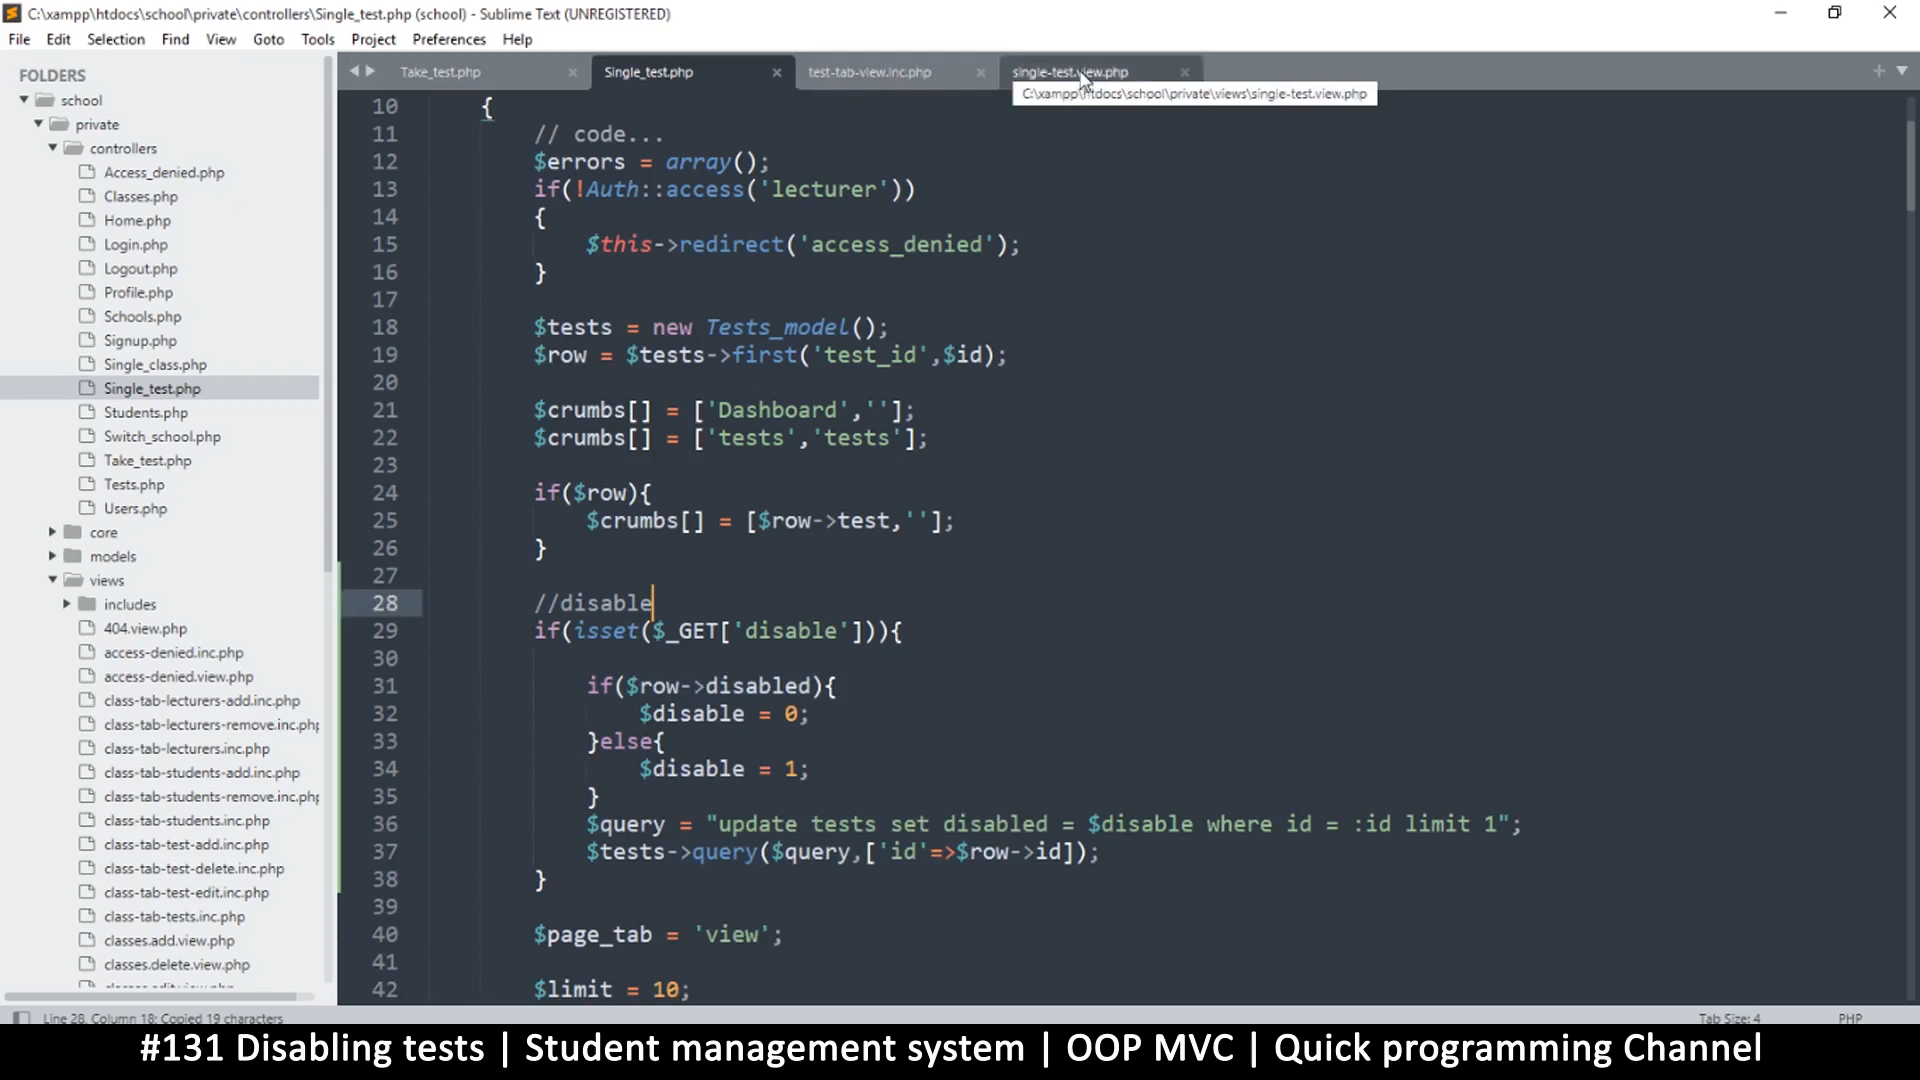 C:\xampp\htdocs\school\private\controllers\Single_test.php (school) - Sublime Text (UNREGISTERED)
File Edit Selection Find View Goto Tools Project Preferences Help
FOLDERS
school
private
controllers
Access_denied.php
Classes.php
Home.php
Login.php
Logout.php
Profile.php
Schools.php
Signup.php
Single_class.php
Single_test.php
Students.php
Switch_school.php
Take_test.php
Tests.php
Users.php
core
models
views
includes
404.view.php
access-denied.inc.php
access-denied.view.php
class-tab-lecturers-add.inc.php
class-tab-lecturers-remove.inc.php
class-tab-lecturers.inc.php
class-tab-students-add.inc.php
class-tab-students-remove.inc.php
class-tab-students.inc.php
class-tab-test-add.inc.php
class-tab-test-delete.inc.php
class-tab-test-edit.inc.php
class-tab-tests.inc.php
classes.add.view.php
classes.delete.view.php
Take_test.php Single_test.php test-tab-view.inc.php single-test.view.php
C:\xampp\htdocs\school\private\views\single-test.view.php
10 {
11 // code...
12 $errors = array();
13 if(!Auth::access('lecturer'))
14 {
15 $this->redirect('access_denied');
16 }
17
18 $tests = new Tests_model();
19 $row = $tests->first('test_id',$id);
20
21 $crumbs[] = ['Dashboard',''];
22 $crumbs[] = ['tests','tests'];
23
24 if($row){
25 $crumbs[] = [$row->test,''];
26 }
27
28 //disable
29 if(isset($_GET['disable'])){
30
31 if($row->disabled){
32 $disable = 0;
33 }else{
34 $disable = 1;
35 }
36 $query = "update tests set disabled = $disable where id = :id limit 1";
37 $tests->query($query,['id'=>$row->id]);
38 }
39
40 $page_tab = 'view';
41
42 $limit = 10;
Line 28, Column 18; Copied 19 characters
Tab Size: 4 PHP
#131 Disabling tests | Student management system | OOP MVC | Quick programming Channel